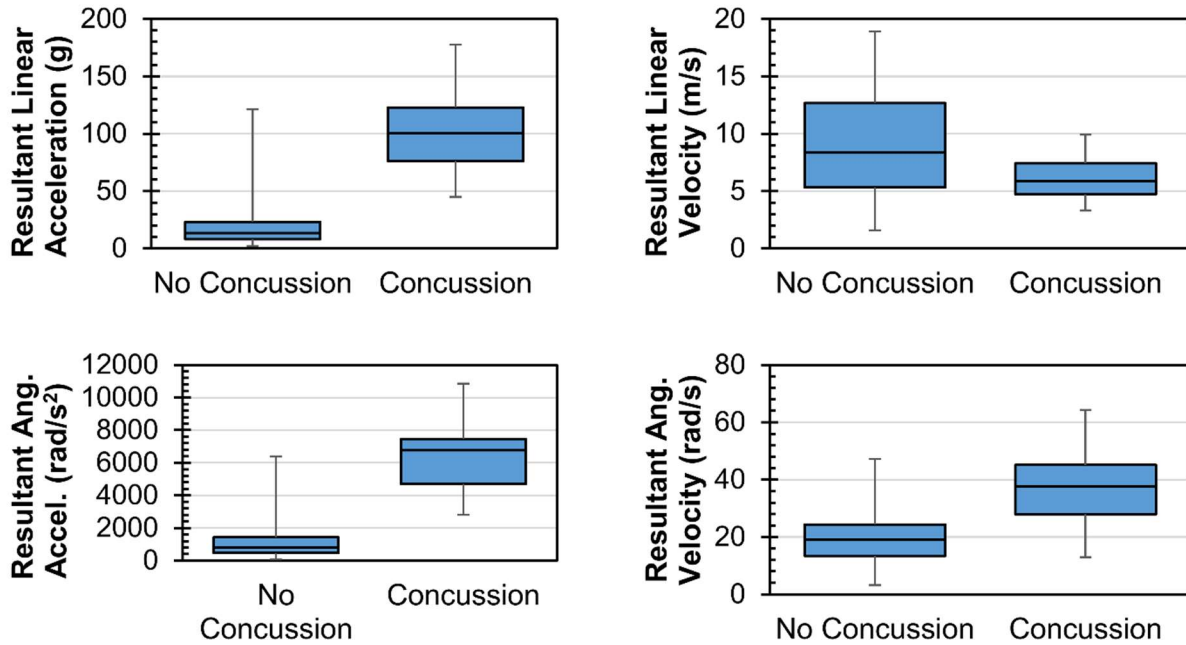 Resultant Linear
Acceleration (g)
200
150
100
50
0
No Concussion
Concussion
Resultant Linear
Velocity (m/s)
20
15
10
5
0
No Concussion
Concussion
Resultant Ang.
Accel. (rad/s²)
12000
10000
8000
6000
4000
2000
0
No
Concussion
Concussion
Resultant Ang.
Velocity (rad/s)
80
60
40
20
0
No Concussion
Concussion